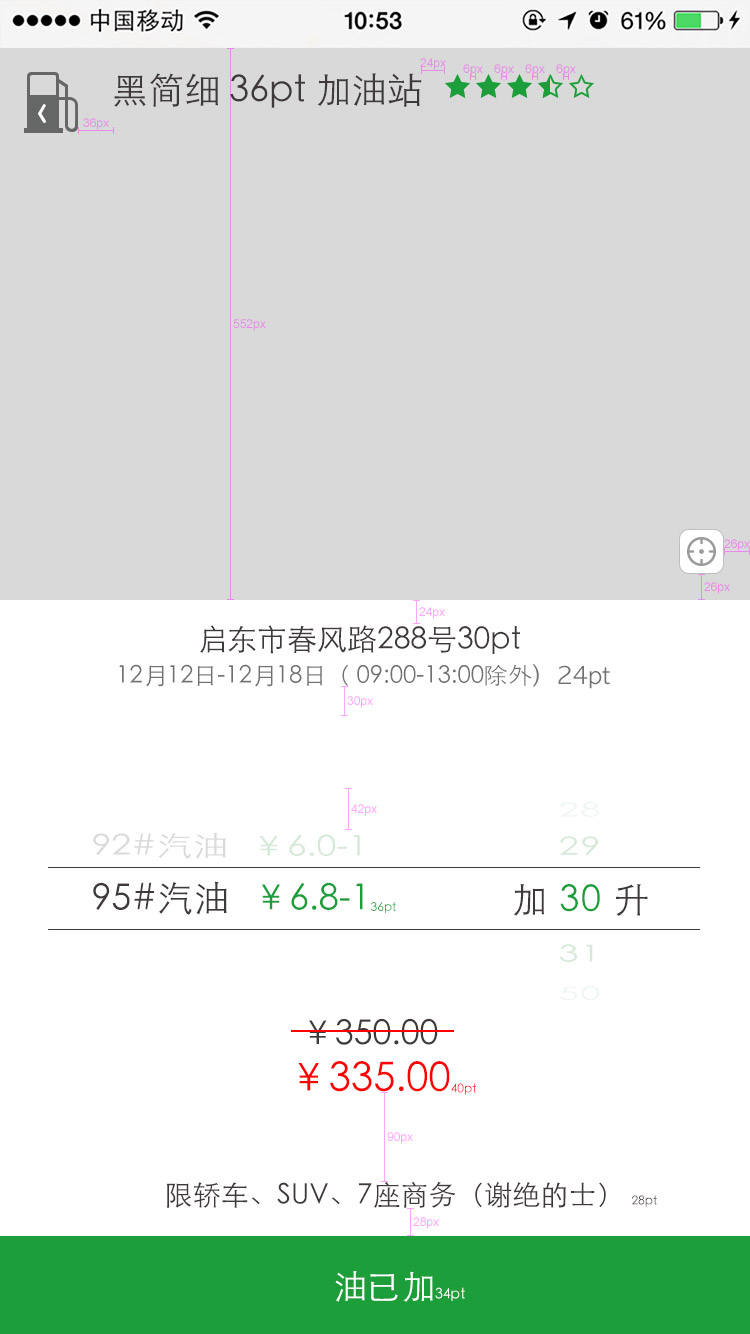 中国移动 10:53 61%
24px 6px 6px 6px 6px
黑简细 36pt 加油站
36px
552px
26px
26px
24px
启东市春风路288号30pt
12月12日-12月18日（ 09:00-13:00除外） 24pt
30px
42px
28
92#汽油 ¥ 6.0-1 29
95#汽油 ¥ 6.8-1 36pt 加 30 升
31
50
¥ 350.00
¥ 335.00 40pt
90px
限轿车、SUV、7座商务（谢绝的士） 28pt
28px
油已加34pt